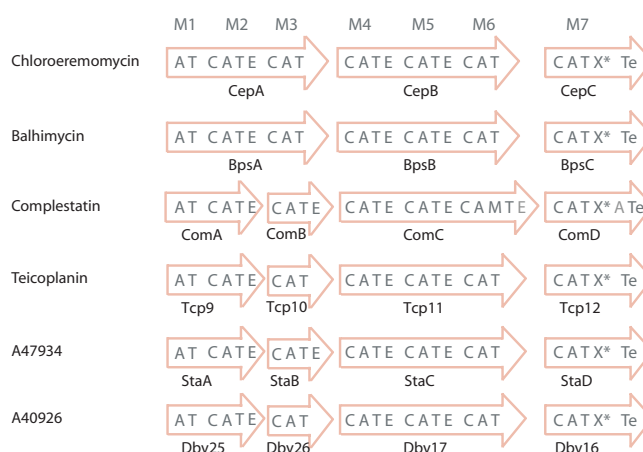 M1 M2 M3 M4 M5 M6 M7
Chloroeremomycin AT CATE CAT CATE CATE CAT CATX* Te
CepA CepB CepC
Balhimycin AT CATE CAT CATE CATE CAT CATX* Te
BpsA BpsB BpsC
Complestatin AT CATE CATE CATE CATE CAMTE CATX* A Te
ComA ComB ComC ComD
Teicoplanin AT CATE CAT CATE CATE CAT CATX* Te
Tcp9 Tcp10 Tcp11 Tcp12
A47934 AT CATE CATE CATE CATE CAT CATX* Te
StaA StaB StaC StaD
A40926 AT CATE CAT CATE CATE CAT CATX* Te
Dbv25 Dbv26 Dbv17 Dbv16